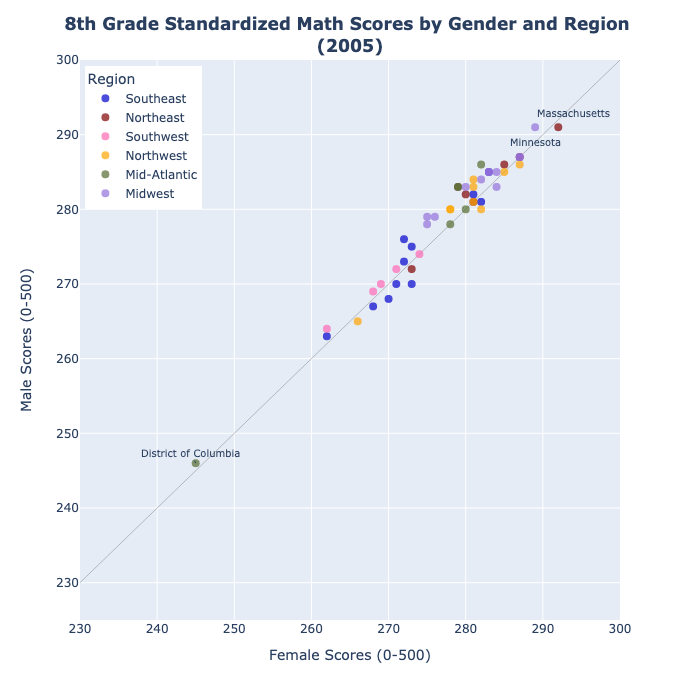 8th Grade Standardized Math Scores by Gender and Region
(2005)
Region
Southeast
Northeast
Southwest
Northwest
Mid-Atlantic
Midwest
Massachusetts
Minnesota
District of Columbia
Male Scores (0-500)
300
290
280
270
260
250
240
230
230 240 250 260 270 280 290 300
Female Scores (0-500)